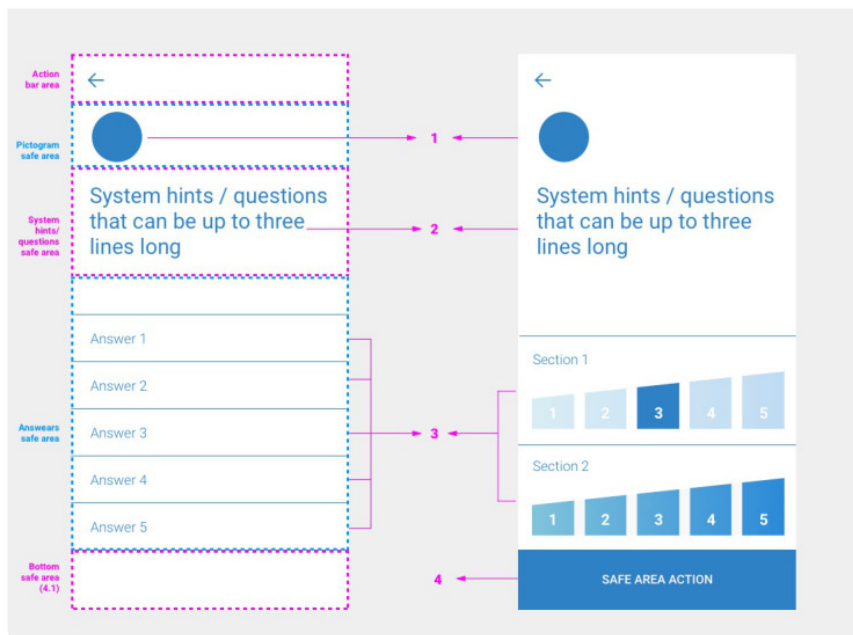 Action
bar area
Pictogram
safe area
1
System hints / questions
that can be up to three
lines long
System
hints/
questions
safe area
2
Answer 1
Answer 2
Answer 3
Answer 4
Answer 5
Answears
safe area
3
Bottom
safe area
(4.1)
4
System hints / questions
that can be up to three
lines long
Section 1
1 2 3 4 5
Section 2
1 2 3 4 5
SAFE AREA ACTION